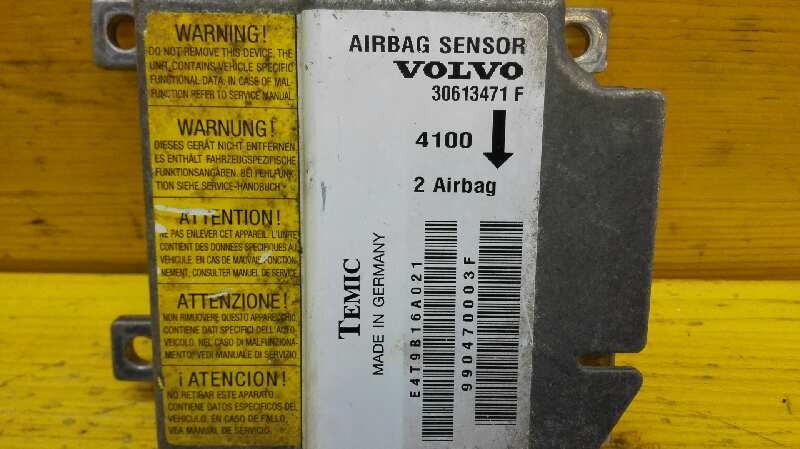 WARNING!
DO NOT REMOVE THIS DEVICE. THE
UNIT CONTAINS VEHICLE SPECIFIC
FUNCTIONAL DATA. IN CASE OF MAL-
FUNCTION REFER TO SERVICE MANUAL.
WARNUNG!
DIESES GERÄT NICHT ENTFERNEN
ES ENTHÄLT FAHRZEUGSPEZIFISCHE
FUNKTIONSANGABEN. BEI FEHLFUNK-
TION SIEHE SERVICE-HANDBUCH.
ATTENTION!
NE PAS ENLEVER CET APPAREIL. L'UNITE
CONTIENT DES DONNEES SPECIFIQUES AU
VEHICULE. EN CAS DE MAUVAIS FONCTION-
NEMENT, CONSULTER MANUEL DE SERVICE.
ATTENZIONE!
NON RIMUOVERE QUESTO APPARECCHIO.
CONTIENE DATI SPECIFICI DELL'AUTO-
VEICOLO. NEL CASO DI MALFUNZIONA-
MENTO VEDI MANUALE DI SERVIZIO.
¡ATENCION!
NO RETIRAR ESTE APARATO.
CONTIENE DATOS ESPECIFICOS DEL
VEHICULO. EN CASO DE FALLO,
VEA MANUAL DE SERVICIO.
AIRBAG SENSOR
VOLVO
30613471 F
4100
2 Airbag
TEMIC
MADE IN GERMANY
E4T9B16A021
990470003F